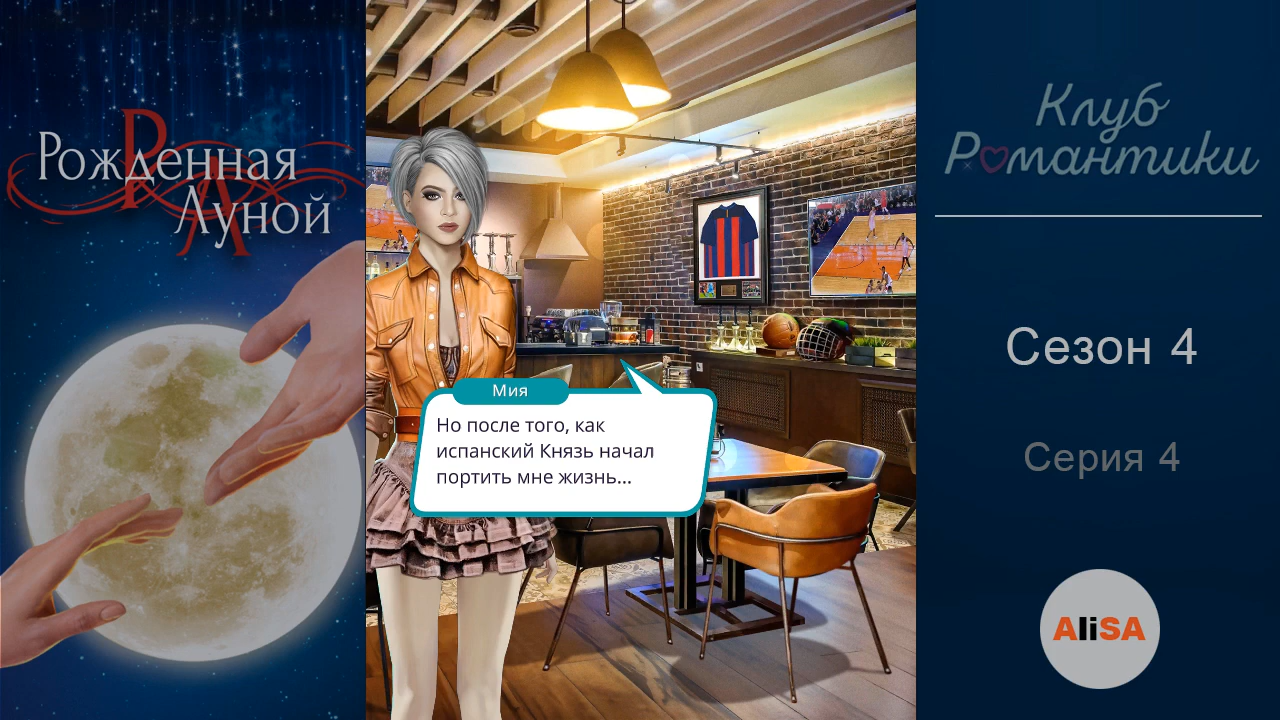 Рожденная
Луной
РЛ
Мия
Но после того, как
испанский Князь начал
портить мне жизнь...
Клуб
Романтики
Сезон 4
Серия 4
AliSA